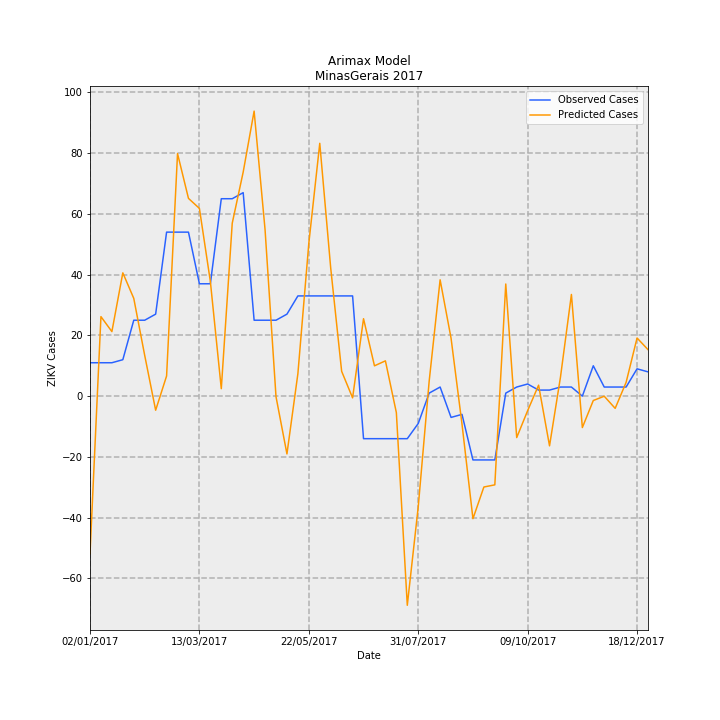 Arimax Model
MinasGerais 2017
Observed Cases
Predicted Cases
ZIKV Cases
100
80
60
40
20
0
−20
−40
−60
02/01/2017
13/03/2017
22/05/2017
31/07/2017
09/10/2017
18/12/2017
Date